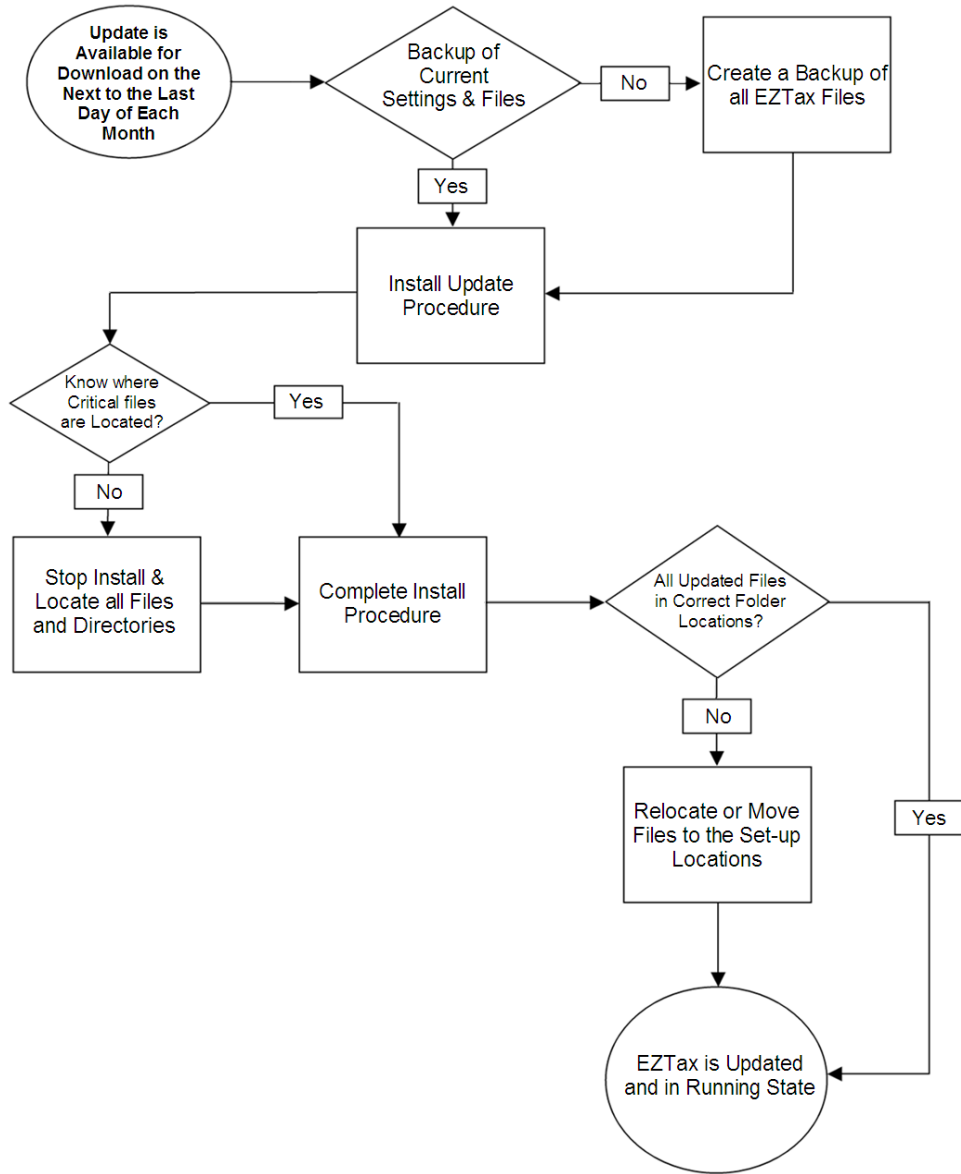 Update is
Available for
Download on the
Next to the Last
Day of Each
Month
Backup of
Current
Settings & Files
No
Create a Backup of
all EZTax Files
Yes
Install Update
Procedure
Know where
Critical files
are Located?
Yes
No
Stop Install &
Locate all Files
and Directories
Complete Install
Procedure
All Updated Files
in Correct Folder
Locations?
No
Yes
Relocate or Move
Files to the Set-up
Locations
EZTax is Updated
and in Running State